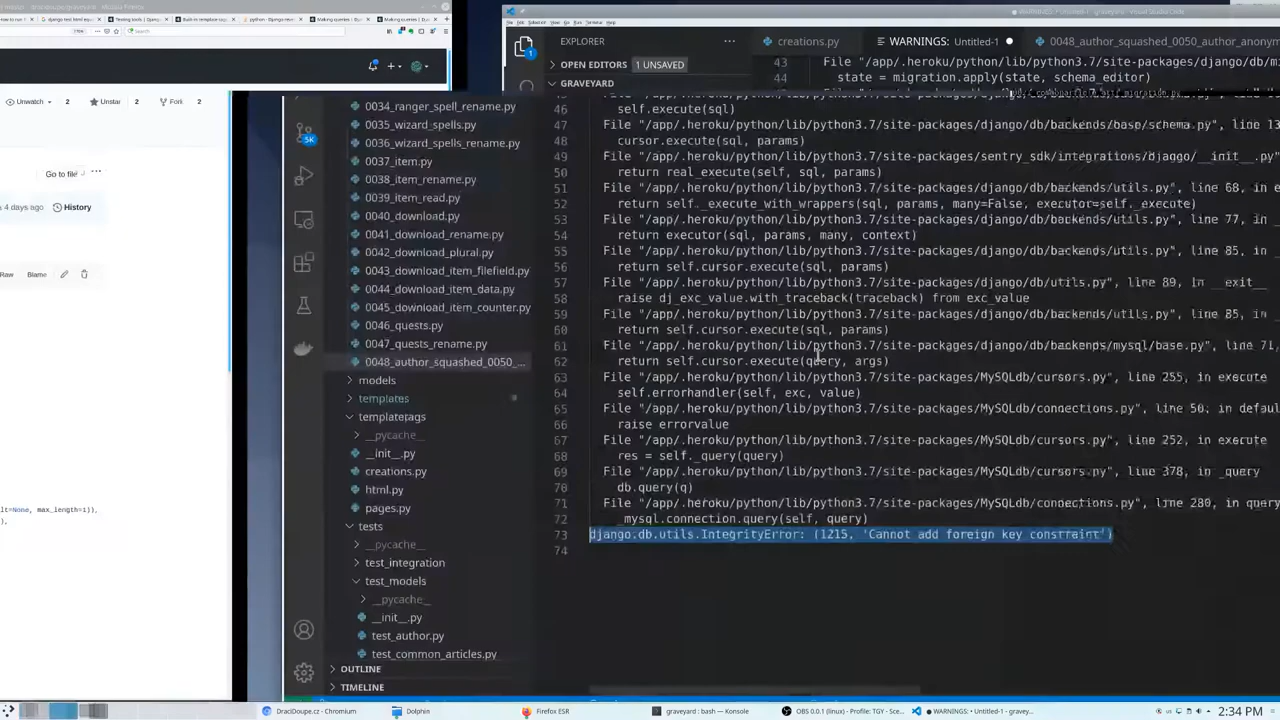 Unwatch 2 Unstar 2 Fork 2
Go to file
4 days ago History
Raw Blame
lt=None, max_length=1)),
Search
EXPLORER
OPEN EDITORS 1 UNSAVED
GRAVEYARD
creations.py
WARNINGS: Untitled-1
0048_author_squashed_0050_author_anonym
5K
0034_ranger_spell_rename.py
0035_wizard_spells.py
0036_wizard_spells_rename.py
0037_item.py
0038_item_rename.py
0039_item_read.py
0040_download.py
0041_download_rename.py
0042_download_plural.py
0043_download_item_filefield.py
0044_download_item_data.py
0045_download_item_counter.py
0046_quests.py
0047_quests_rename.py
0048_author_squashed_0050_...
models
templates
templatetags
__pycache__
__init__.py
creations.py
html.py
pages.py
tests
__pycache__
test_integration
test_models
__pycache__
__init__.py
test_author.py
test_common_articles.py
OUTLINE
TIMELINE
43 File "/app/.heroku/python/lib/python3.7/site-packages/django/db/mi
44 state = migration.apply(state, schema_editor)
46 self.execute(sql)
47 File "/app/.heroku/python/lib/python3.7/site-packages/django/db/backends/base/schema.py", line 13
48 cursor.execute(sql, params)
49 File "/app/.heroku/python/lib/python3.7/site-packages/sentry_sdk/integrations/django/__init__.py"
50 return real_execute(self, sql, params)
51 File "/app/.heroku/python/lib/python3.7/site-packages/django/db/backends/utils.py", line 68, in e
52 return self._execute_with_wrappers(sql, params, many=False, executor=self._execute)
53 File "/app/.heroku/python/lib/python3.7/site-packages/django/db/backends/utils.py", line 77, in
54 return executor(sql, params, many, context)
55 File "/app/.heroku/python/lib/python3.7/site-packages/django/db/backends/utils.py", line 85, in
56 return self.cursor.execute(sql, params)
57 File "/app/.heroku/python/lib/python3.7/site-packages/django/db/utils.py", line 89, in __exit__
58 raise dj_exc_value.with_traceback(traceback) from exc_value
59 File "/app/.heroku/python/lib/python3.7/site-packages/django/db/backends/utils.py", line 85, in
60 return self.cursor.execute(sql, params)
61 File "/app/.heroku/python/lib/python3.7/site-packages/django/db/backends/mysql/base.py", line 71,
62 return self.cursor.execute(query, args)
63 File "/app/.heroku/python/lib/python3.7/site-packages/MySQLdb/cursors.py", line 255, in execute
64 self.errorhandler(self, exc, value)
65 File "/app/.heroku/python/lib/python3.7/site-packages/MySQLdb/connections.py", line 50, in defaul
66 raise errorvalue
67 File "/app/.heroku/python/lib/python3.7/site-packages/MySQLdb/cursors.py", line 252, in execute
68 res = self._query(query)
69 File "/app/.heroku/python/lib/python3.7/site-packages/MySQLdb/cursors.py", line 378, in _query
70 db.query(q)
71 File "/app/.heroku/python/lib/python3.7/site-packages/MySQLdb/connections.py", line 280, in query
72 _mysql.connection.query(self, query)
73 django.db.utils.IntegrityError: (1215, 'Cannot add foreign key constraint')
74
DraciDoupe.cz - Chromium
Dolphin
Firefox ESR
graveyard : bash — Konsole
OBS 0.0.1 (linux) - Profile: TGY - Sce...
● WARNINGS: • Untitled-1 - gravey...
2:34 PM